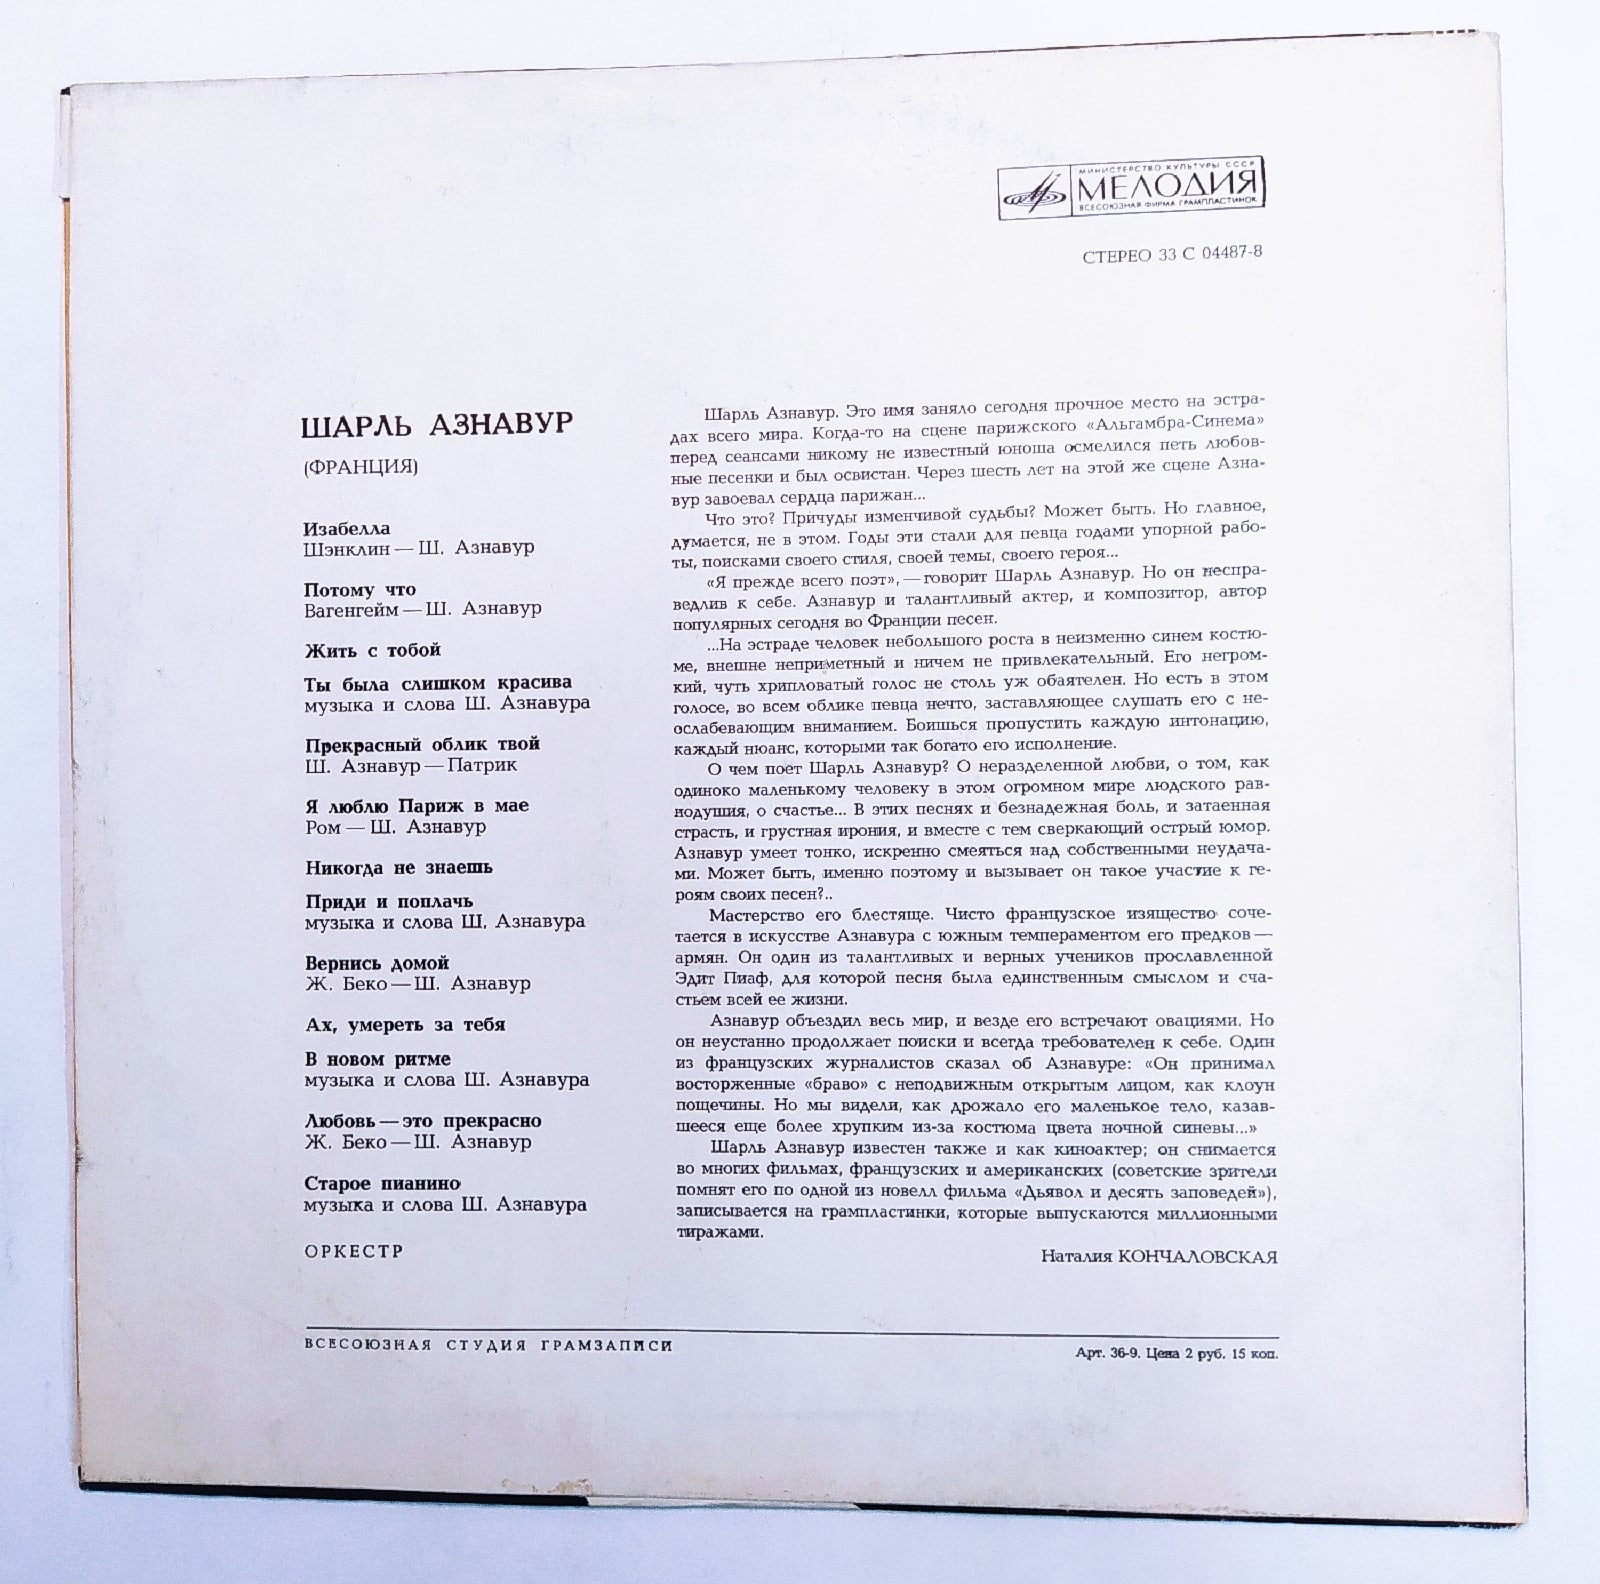 МИНИСТЕРСТВО КУЛЬТУРЫ СССР
МЕЛОДИЯ
ВСЕСОЮЗНАЯ ФИРМА ГРАМПЛАСТИНОК
СТЕРЕО 33 С 04487-8
ШАРЛЬ АЗНАВУР
(ФРАНЦИЯ)
Изабелла
Шэнклин — Ш. Азнавур
Потому что
Вагенгейм — Ш. Азнавур
Жить с тобой
Ты была слишком красива
музыка и слова Ш. Азнавура
Прекрасный облик твой
Ш. Азнавур — Патрик
Я люблю Париж в мае
Ром — Ш. Азнавур
Никогда не знаешь
Приди и поплачь
музыка и слова Ш. Азнавура
Вернись домой
Ж. Беко — Ш. Азнавур
Ах, умереть за тебя
В новом ритме
музыка и слова Ш. Азнавура
Любовь — это прекрасно
Ж. Беко — Ш. Азнавур
Старое пианино
музыка и слова Ш. Азнавура
ОРКЕСТР
Шарль Азнавур. Это имя заняло сегодня прочное место на эстра-
дах всего мира. Когда-то на сцене парижского «Альгамбра-Синема»
перед сеансами никому не известный юноша осмелился петь любов-
ные песенки и был освистан. Через шесть лет на этой же сцене Азна-
вур завоевал сердца парижан...
Что это? Причуды изменчивой судьбы? Может быть. Но главное,
думается, не в этом. Годы эти стали для певца годами упорной рабо-
ты, поисками своего стиля, своей темы, своего героя...
«Я прежде всего поэт», — говорит Шарль Азнавур. Но он неспра-
ведлив к себе. Азнавур и талантливый актер, и композитор, автор
популярных сегодня во Франции песен.
...На эстраде человек небольшого роста в неизменно синем костю-
ме, внешне неприметный и ничем не привлекательный. Его негром-
кий, чуть хрипловатый голос не столь уж обаятелен. Но есть в этом
голосе, во всем облике певца нечто, заставляющее слушать его с не-
ослабевающим вниманием. Боишься пропустить каждую интонацию,
каждый нюанс, которыми так богато его исполнение.
О чем поет Шарль Азнавур? О неразделенной любви, о том, как
одиноко маленькому человеку в этом огромном мире людского рав-
нодушия, о счастье... В этих песнях и безнадежная боль, и затаенная
страсть, и грустная ирония, и вместе с тем сверкающий острый юмор.
Азнавур умеет тонко, искренно смеяться над собственными неудача-
ми. Может быть, именно поэтому и вызывает он такое участие к ге-
роям своих песен?..
Мастерство его блестяще. Чисто французское изящество соче-
тается в искусстве Азнавура с южным темпераментом его предков —
армян. Он один из талантливых и верных учеников прославленной
Эдит Пиаф, для которой песня была единственным смыслом и сча-
стьем всей ее жизни.
Азнавур объездил весь мир, и везде его встречают овациями. Но
он неустанно продолжает поиски и всегда требователен к себе. Один
из французских журналистов сказал об Азнавуре: «Он принимал
восторженные «браво» с неподвижным открытым лицом, как клоун
пощечины. Но мы видели, как дрожало его маленькое тело, казав-
шееся еще более хрупким из-за костюма цвета ночной синевы...»
Шарль Азнавур известен также и как киноактер; он снимается
во многих фильмах, французских и американских (советские зрители
помнят его по одной из новелл фильма «Дьявол и десять заповедей»),
записывается на грампластинки, которые выпускаются миллионными
тиражами.
Наталия КОНЧАЛОВСКАЯ
ВСЕСОЮЗНАЯ СТУДИЯ ГРАМЗАПИСИ
Арт. 36-9. Цена 2 руб. 15 коп.